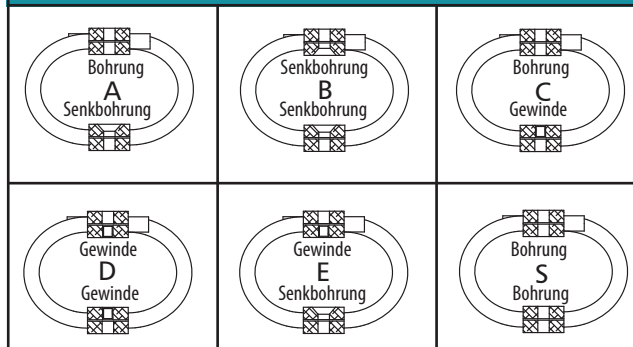 Bohrung
A
Senkbohrung
Senkbohrung
B
Senkbohrung
Bohrung
C
Gewinde
Gewinde
D
Gewinde
Gewinde
E
Senkbohrung
Bohrung
S
Bohrung